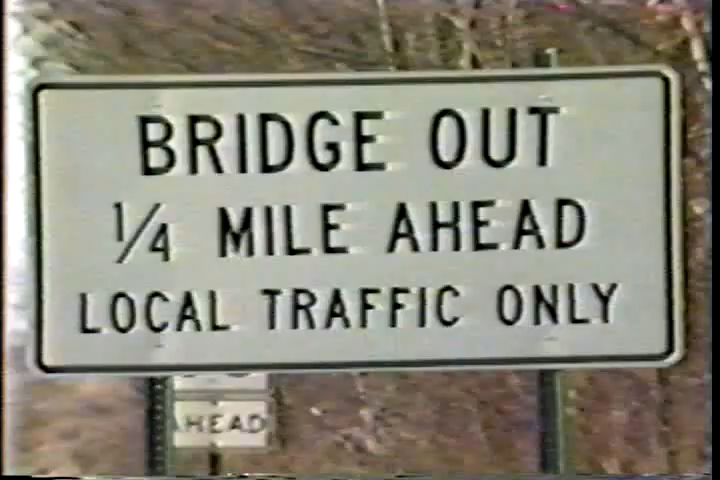 BRIDGE OUT
1/4 MILE AHEAD
LOCAL TRAFFIC ONLY
AHEAD